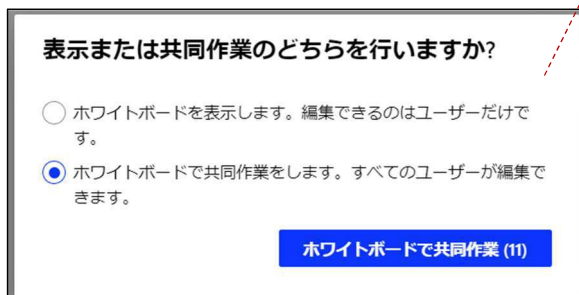 表示または共同作業のどちらを行いますか?
ホワイトボードを表示します。編集できるのはユーザーだけで
す。
ホワイトボードで共同作業をします。すべてのユーザーが編集で
きます。
ホワイトボードで共同作業 (11)